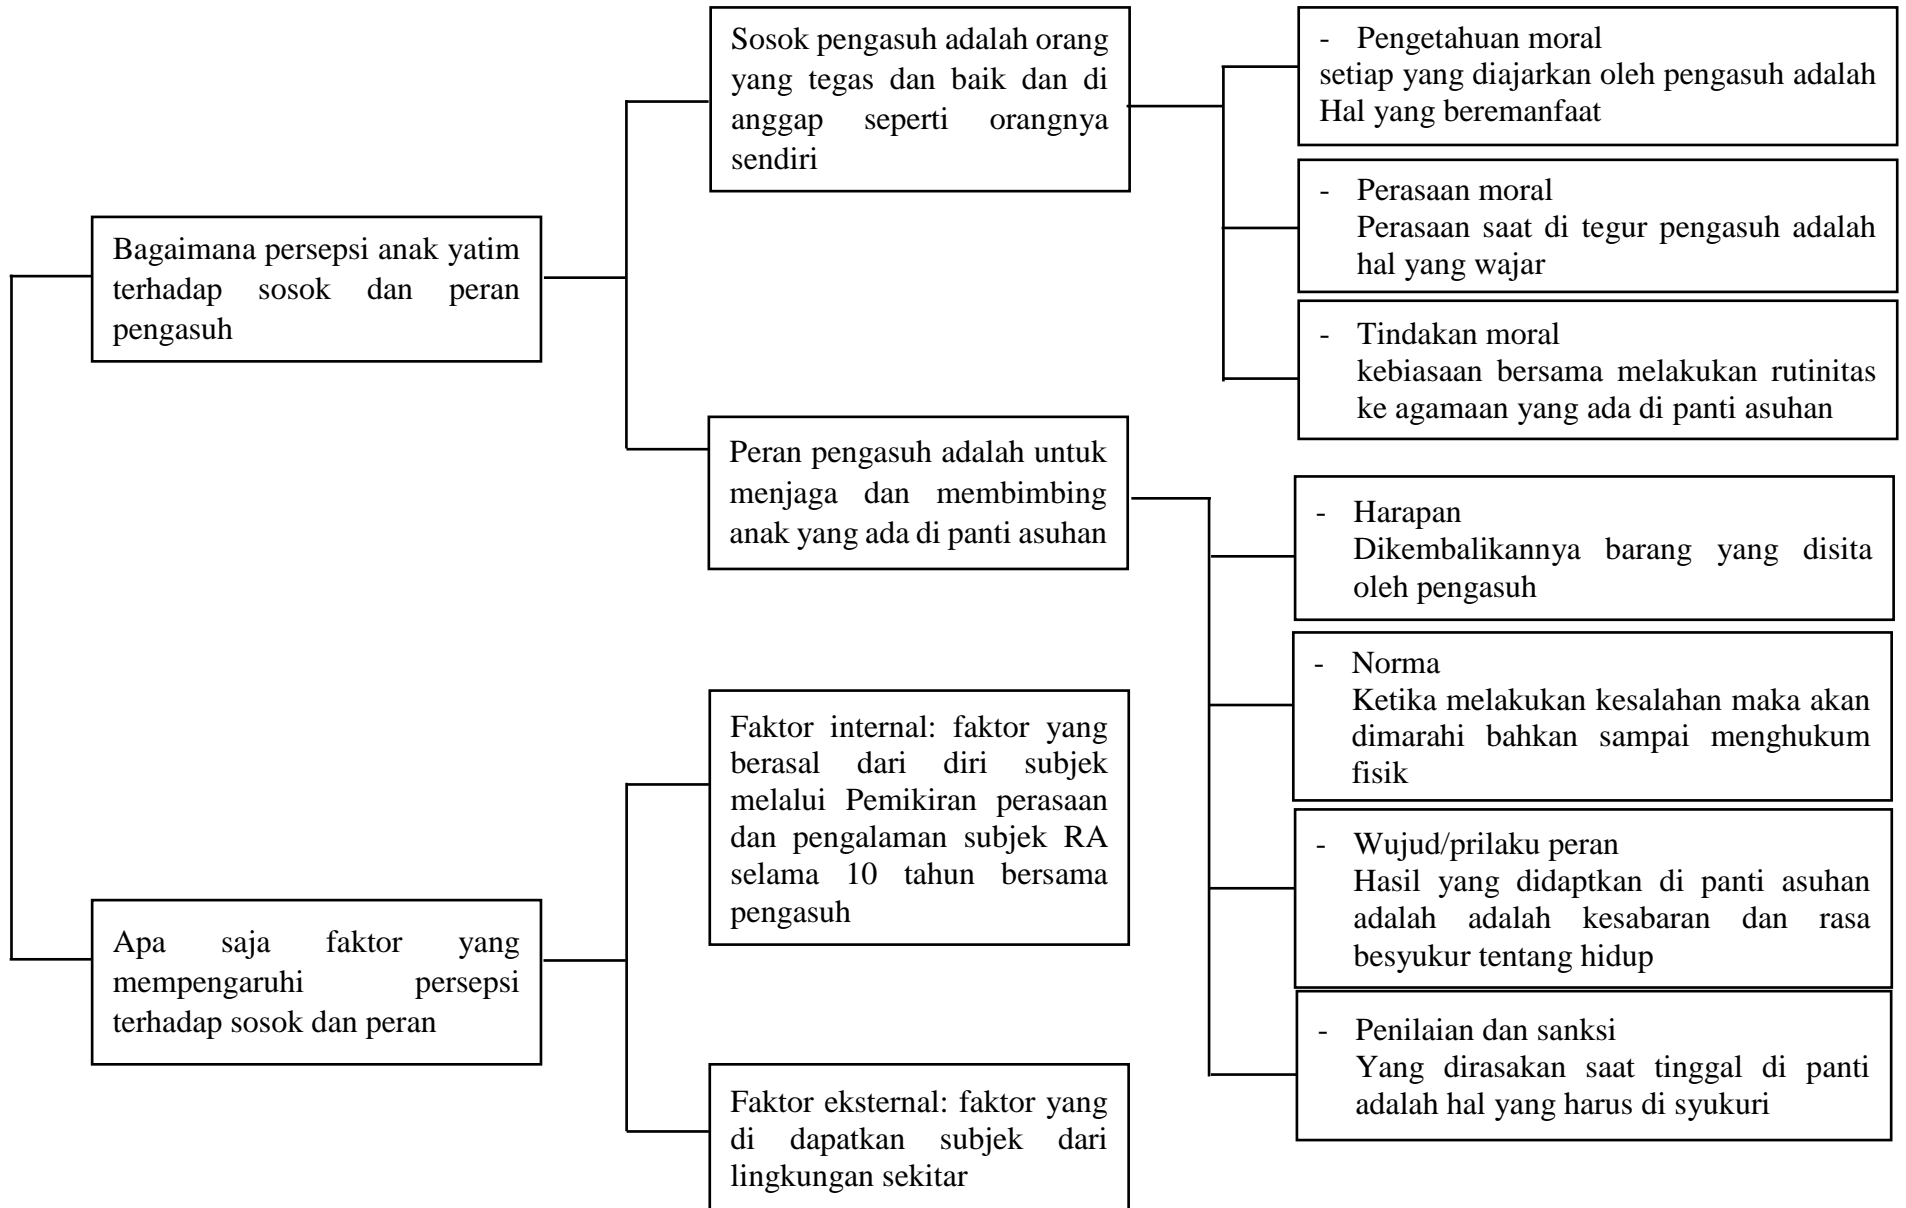 Sosok pengasuh adalah orang
yang tegas dan baik dan di
anggap seperti orangnya
sendiri
- Pengetahuan moral
setiap yang diajarkan oleh pengasuh adalah
Hal yang beremanfaat
- Perasaan moral
Perasaan saat di tegur pengasuh adalah
hal yang wajar
- Tindakan moral
kebiasaan bersama melakukan rutinitas
ke agamaan yang ada di panti asuhan
Bagaimana persepsi anak yatim
terhadap sosok dan peran
pengasuh
Peran pengasuh adalah untuk
menjaga dan membimbing
anak yang ada di panti asuhan
- Harapan
Dikembalikannya barang yang disita
oleh pengasuh
- Norma
Ketika melakukan kesalahan maka akan
dimarahi bahkan sampai menghukum
fisik
- Wujud/prilaku peran
Hasil yang didaptkan di panti asuhan
adalah adalah kesabaran dan rasa
besyukur tentang hidup
- Penilaian dan sanksi
Yang dirasakan saat tinggal di panti
adalah hal yang harus di syukuri
Apa saja faktor yang
mempengaruhi persepsi
terhadap sosok dan peran
Faktor internal: faktor yang
berasal dari diri subjek
melalui Pemikiran perasaan
dan pengalaman subjek RA
selama 10 tahun bersama
pengasuh
Faktor eksternal: faktor yang
di dapatkan subjek dari
lingkungan sekitar